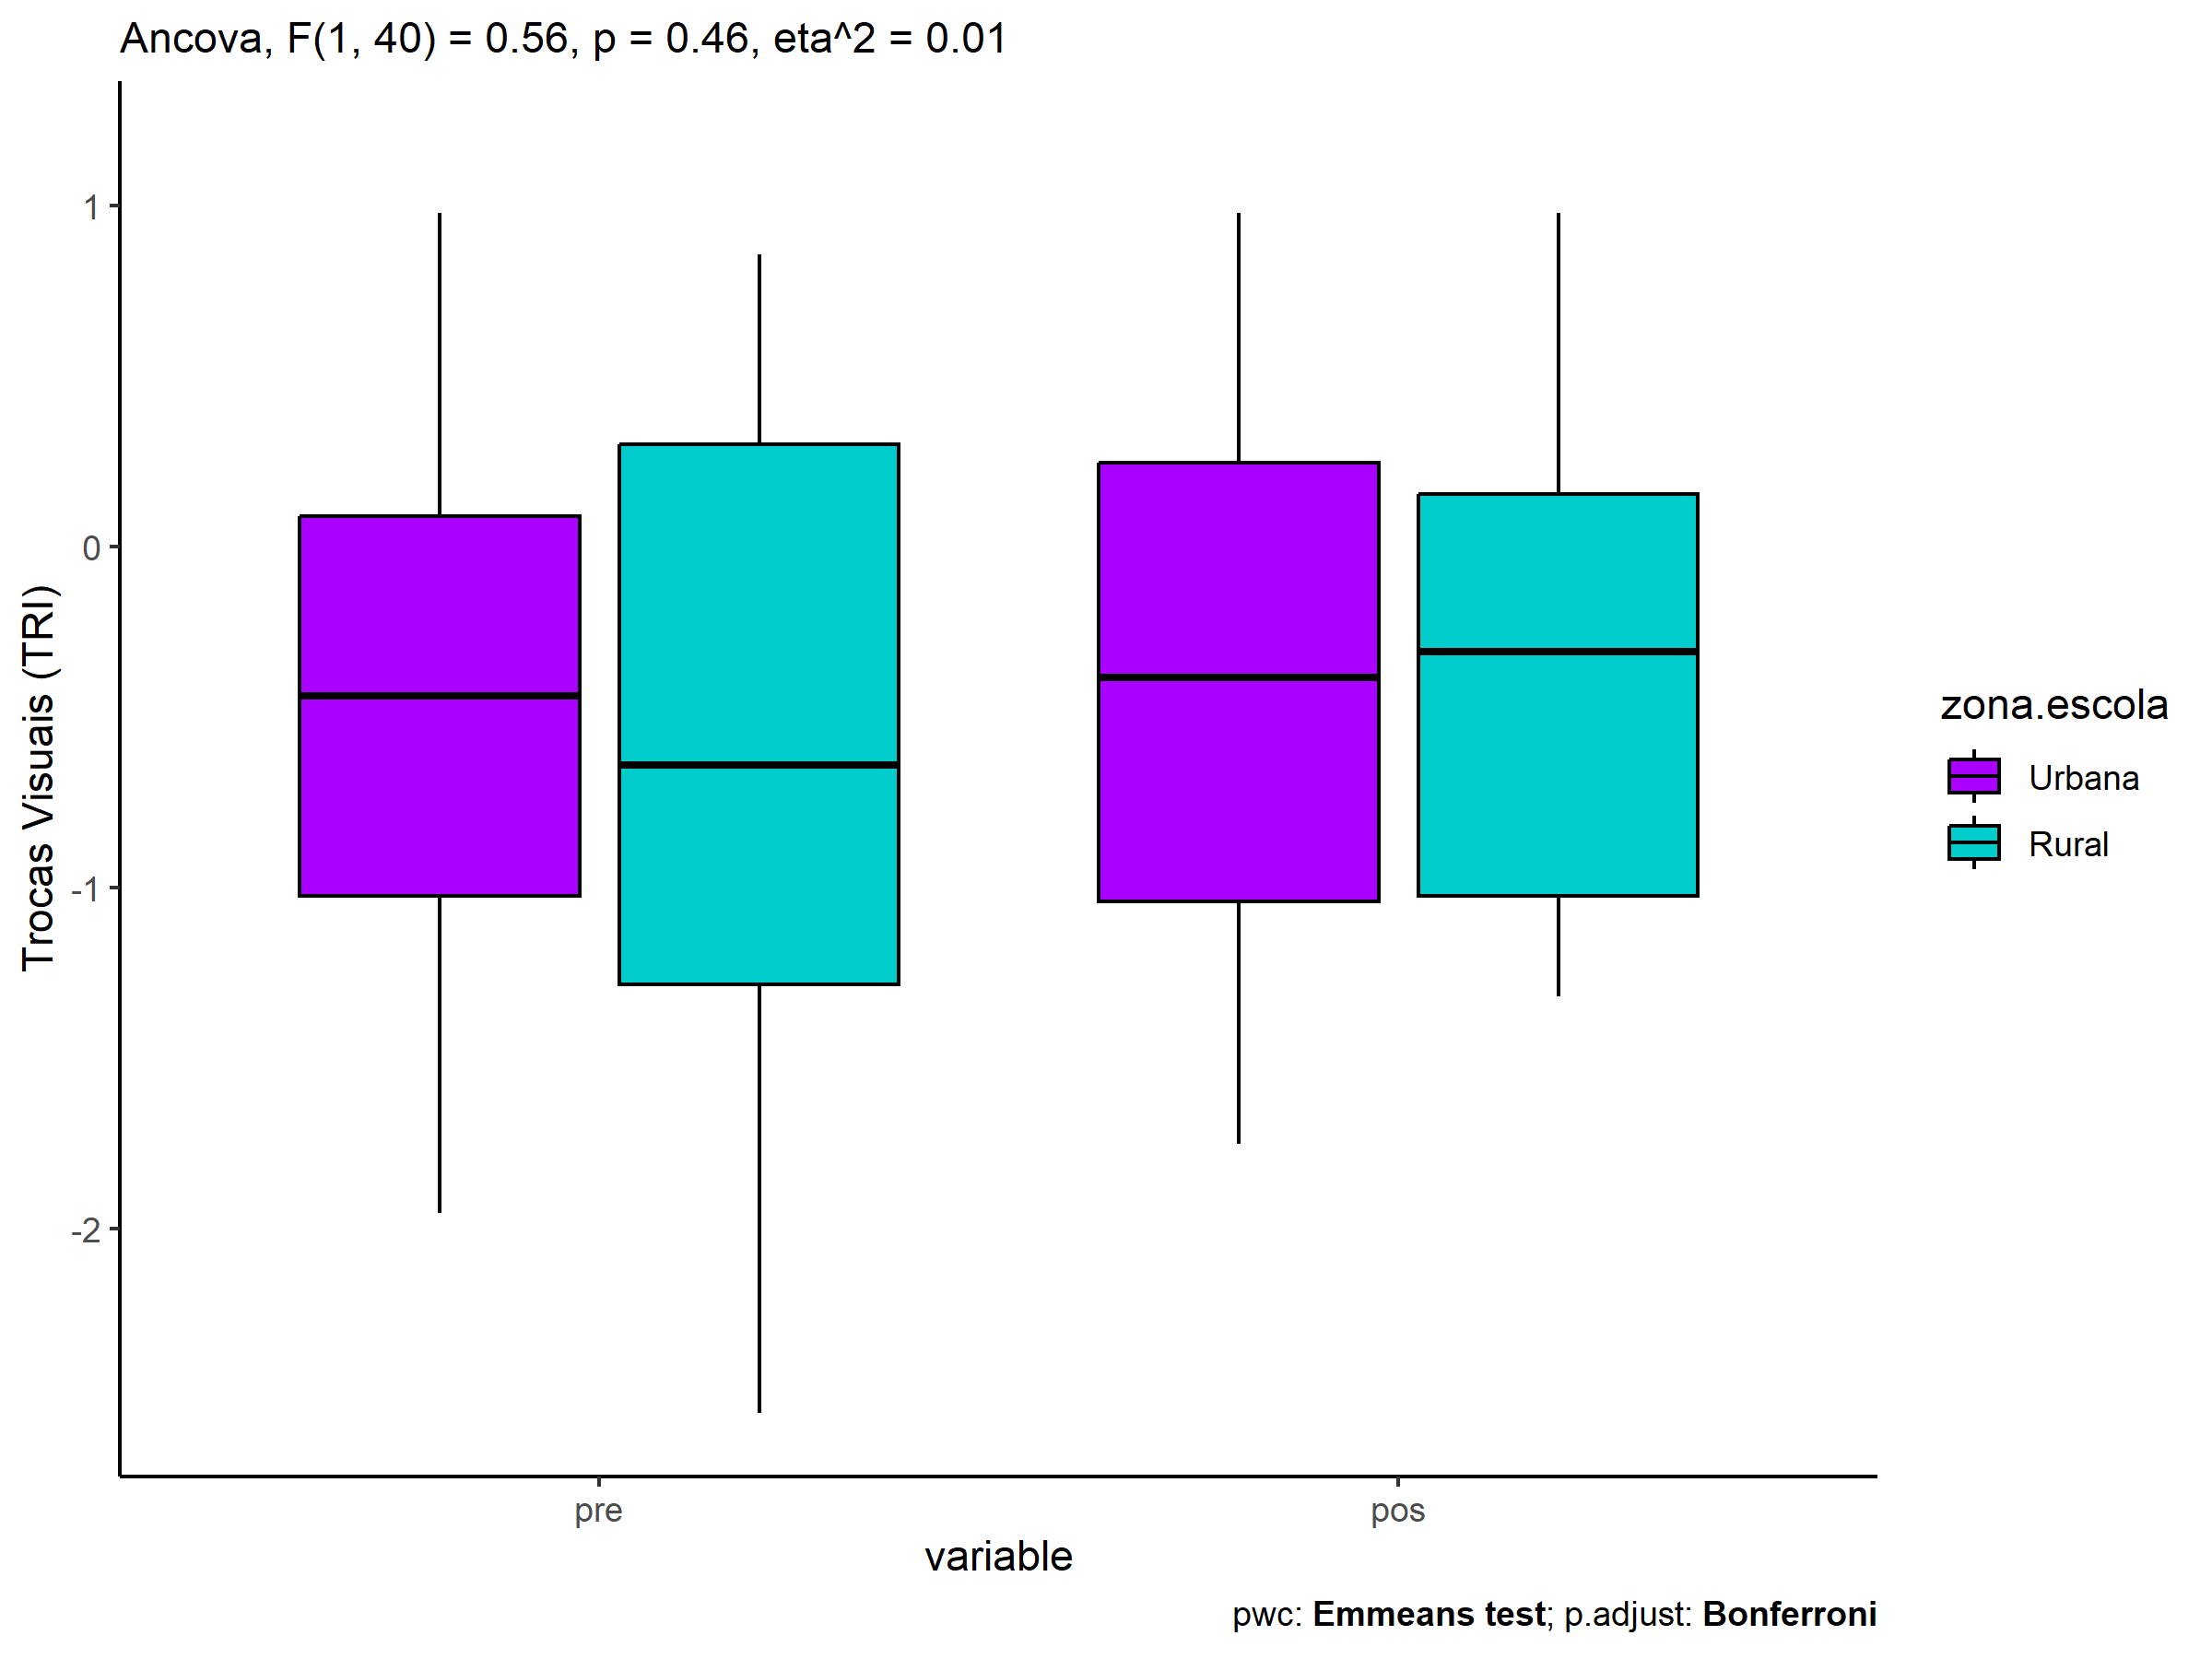 Ancova, F(1, 40) = 0.56, p = 0.46, eta^2 = 0.01
Trocas Visuais (TRI)
1
0
-1
-2
pre
pos
variable
zona.escola
Urbana
Rural
pwc: Emmeans test; p.adjust: Bonferroni